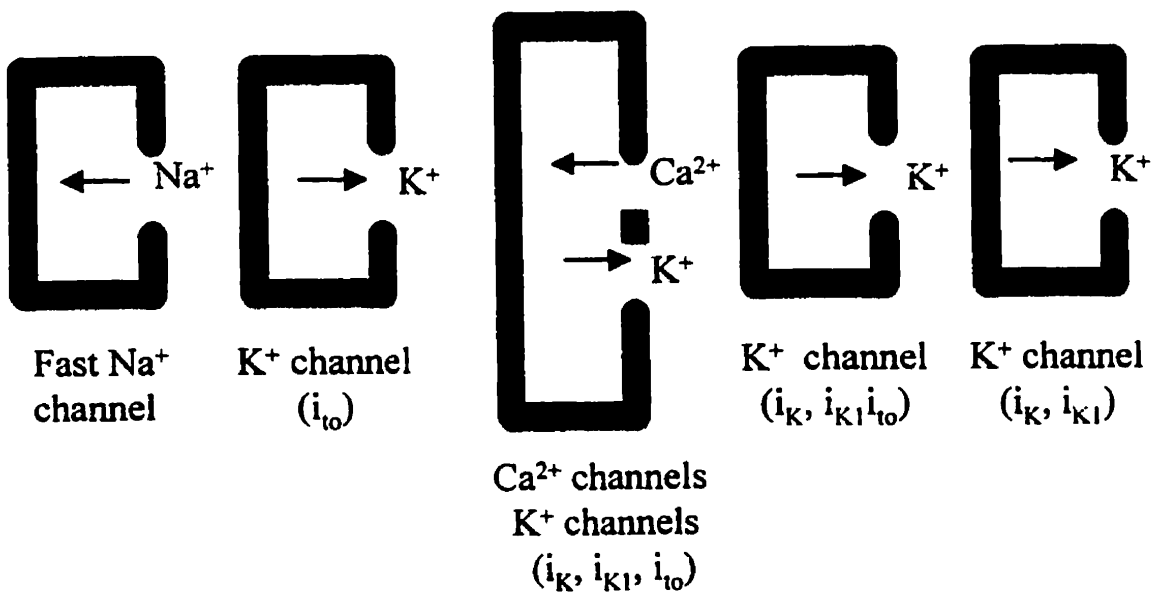 Na⁺
K⁺
Ca²⁺
K⁺
K⁺
K⁺
Fast Na⁺
channel
K⁺ channel
(i_to)
Ca²⁺ channels
K⁺ channels
(i_K, i_K1, i_to)
K⁺ channel
(i_K, i_K1i_to)
K⁺ channel
(i_K, i_K1)